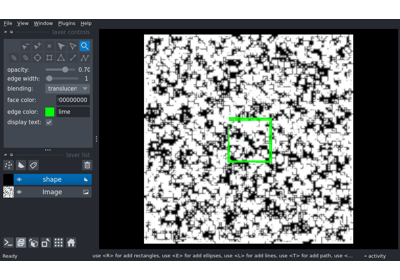 File View Window Plugins Help
layer controls
opacity: 0.70
edge width: 1
blending: translucen
face color: 00000000
edge color: lime
display text:
layer list
shape
Image
Ready
use <R> for add rectangles, use <E> for add ellipses, use <L> for add lines, use <T> for add path, use <...
activity